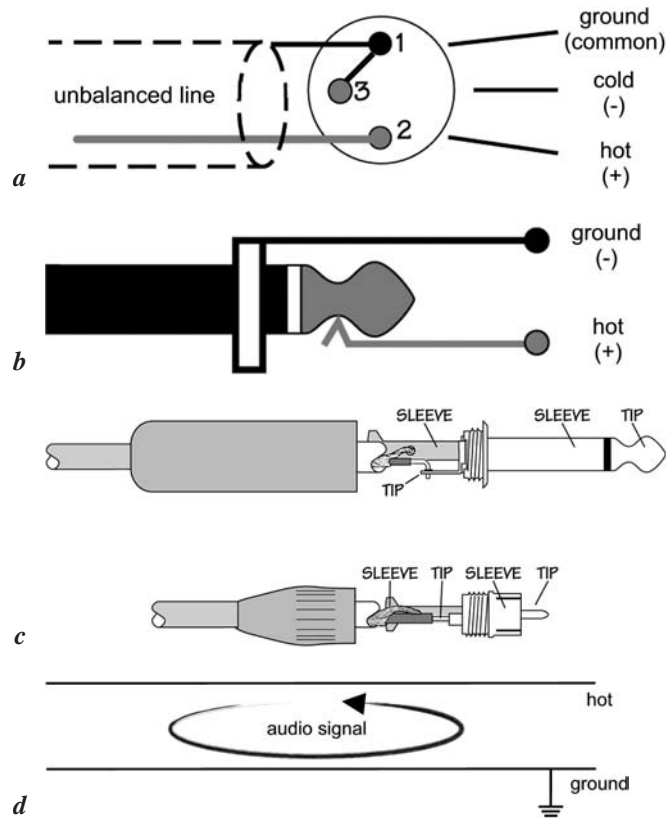 ground
(common)
1
unbalanced line
3
cold
(-)
2
hot
(+)
a
ground
(-)
hot
(+)
b
SLEEVE
SLEEVE
TIP
TIP
SLEEVE
TIP
SLEEVE
TIP
c
hot
audio signal
ground
d